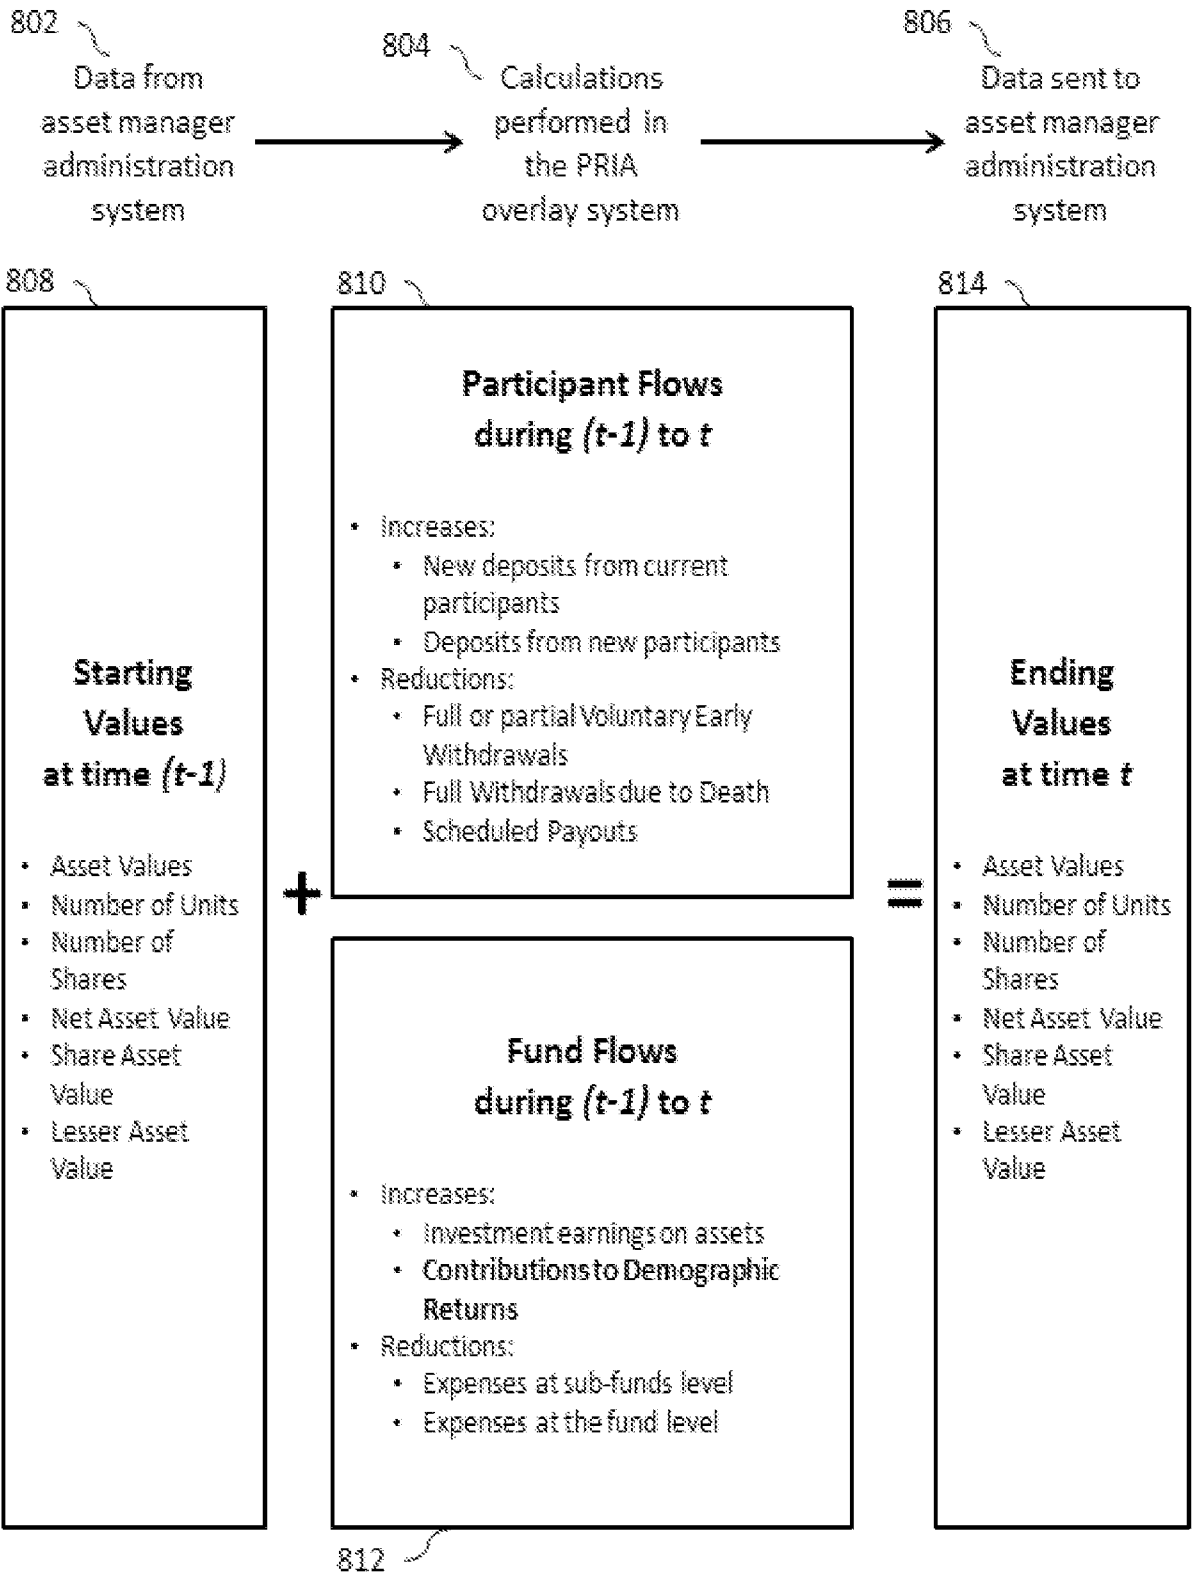 802
Data from
asset manager
administration
system
804
Calculations
performed in
the PRIA
overlay system
806
Data sent to
asset manager
administration
system
808
Starting
Values
at time (t-1)
• Asset Values
• Number of Units
• Number of
Shares
• Net Asset Value
• Share Asset
Value
• Lesser Asset
Value
+
810
Participant Flows
during (t-1) to t
• Increases:
• New deposits from current
participants
• Deposits from new participants
• Reductions:
• Full or partial Voluntary Early
Withdrawals
• Full Withdrawals due to Death
• Scheduled Payouts
Fund Flows
during (t-1) to t
• Increases:
• Investment earnings on assets
• Contributions to Demographic
Returns
• Reductions:
• Expenses at sub-funds level
• Expenses at the fund level
812
=
814
Ending
Values
at time t
• Asset Values
• Number of Units
• Number of
Shares
• Net Asset Value
• Share Asset
Value
• Lesser Asset
Value